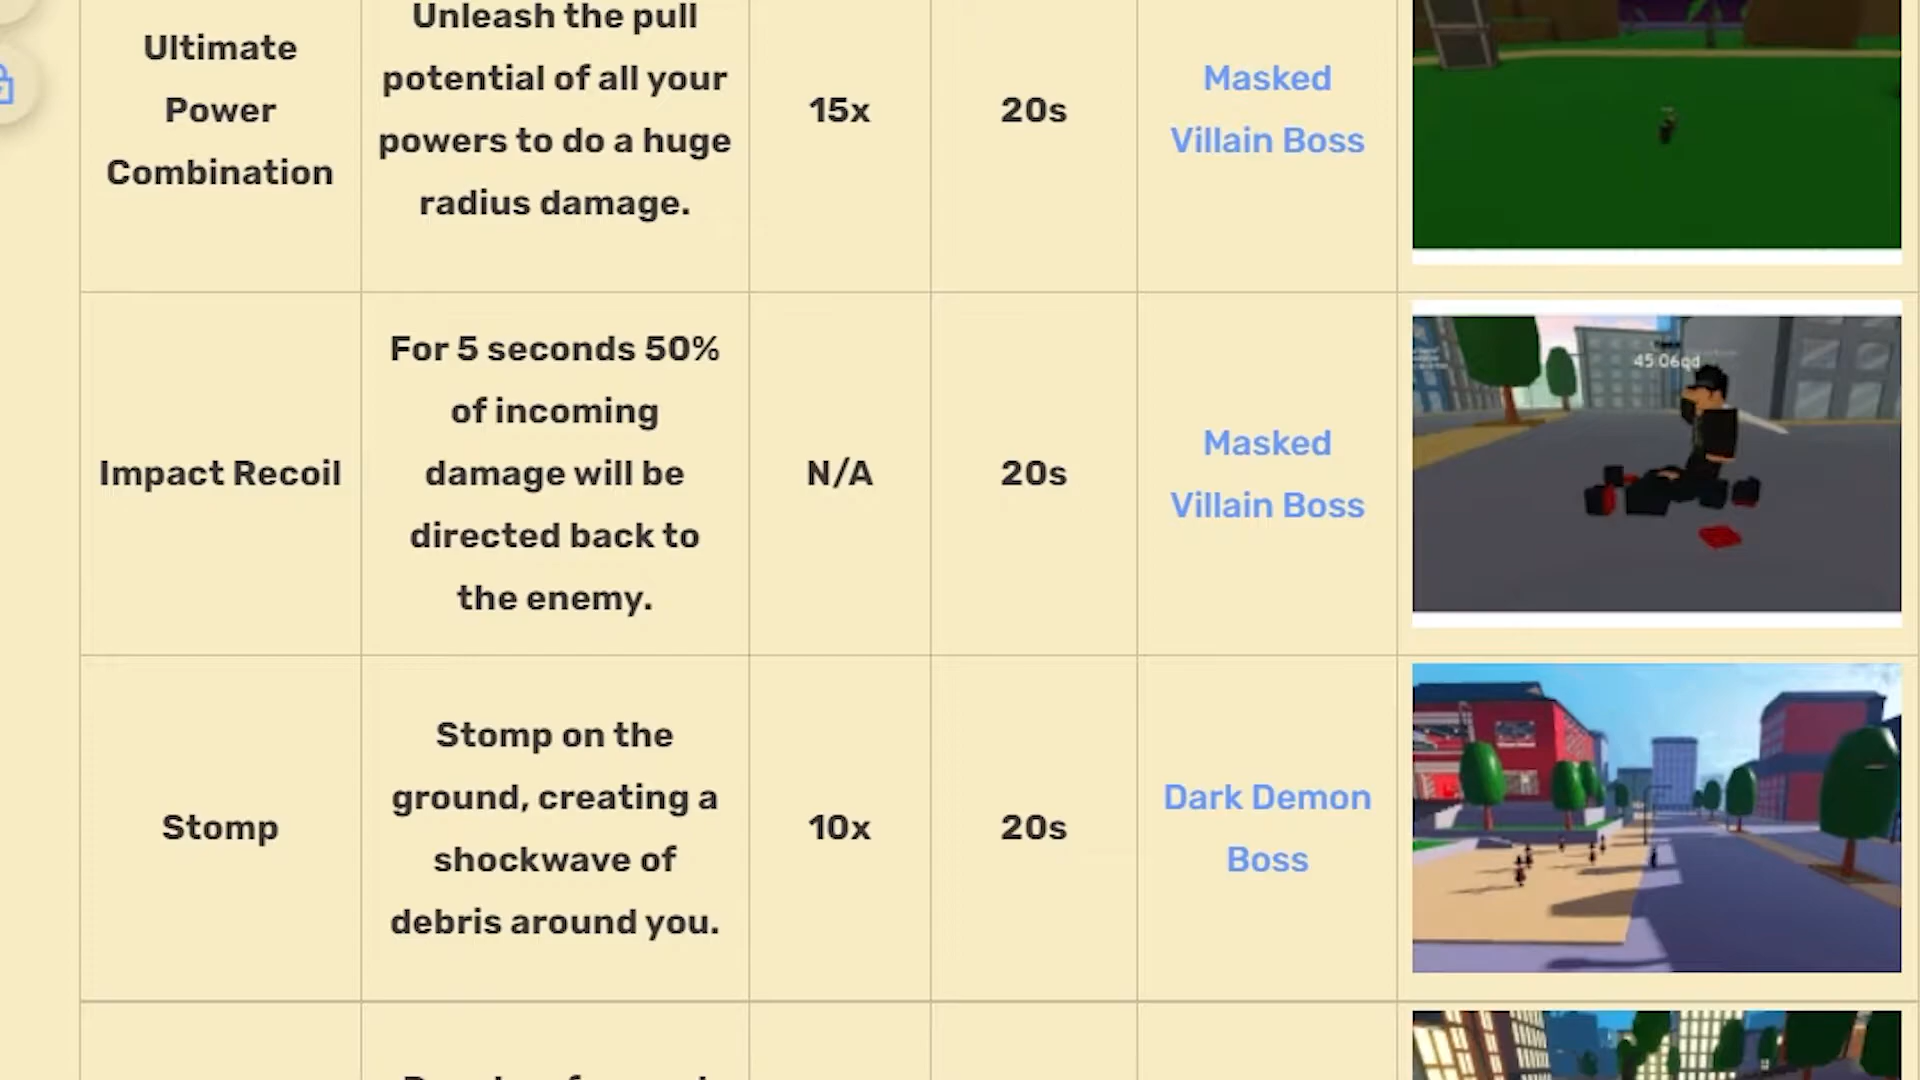 Ultimate
Power
Combination
Unleash the pull
potential of all your
powers to do a huge
radius damage.
15x
20s
Masked
Villain Boss
Impact Recoil
For 5 seconds 50%
of incoming
damage will be
directed back to
the enemy.
N/A
20s
Masked
Villain Boss
45.06qd
Stomp
Stomp on the
ground, creating a
shockwave of
debris around you.
10x
20s
Dark Demon
Boss